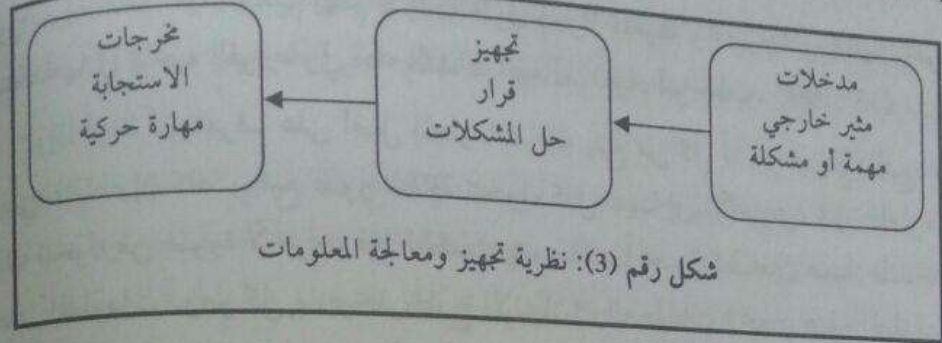 مدخلات
مثير خارجي
مهمة أو مشكلة
تجهيز
قرار
حل المشكلات
مخرجات
الاستجابة
مهارة حركية
شكل رقم (3): نظرية تجهيز ومعالجة المعلومات